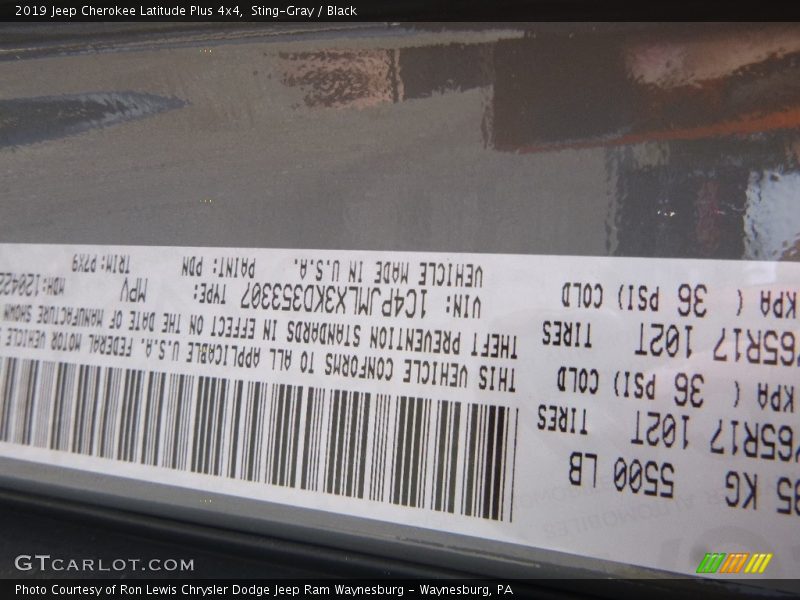 2019 Jeep Cherokee Latitude Plus 4x4, Sting-Gray / Black
KG 5500 LB
65R17 102T TIRES
KPA ( 36 PSI) COLD
65R17 102T TIRES
KPA ( 36 PSI) COLD
THIS VEHICLE CONFORMS TO ALL APPLICABLE U.S.A. FEDERAL MOTOR VEHICLE
THEFT PREVENTION STANDARDS IN EFFECT ON THE DATE OF MANUFACTURE SHOWN
VIN: 1C4PJMLX3KD353307 TYPE: MPV MDH:120422
VEHICLE MADE IN U.S.A. PAINT: PDN TRIM: P7X9
GTCARLOT.COM
Photo Courtesy of Ron Lewis Chrysler Dodge Jeep Ram Waynesburg - Waynesburg, PA